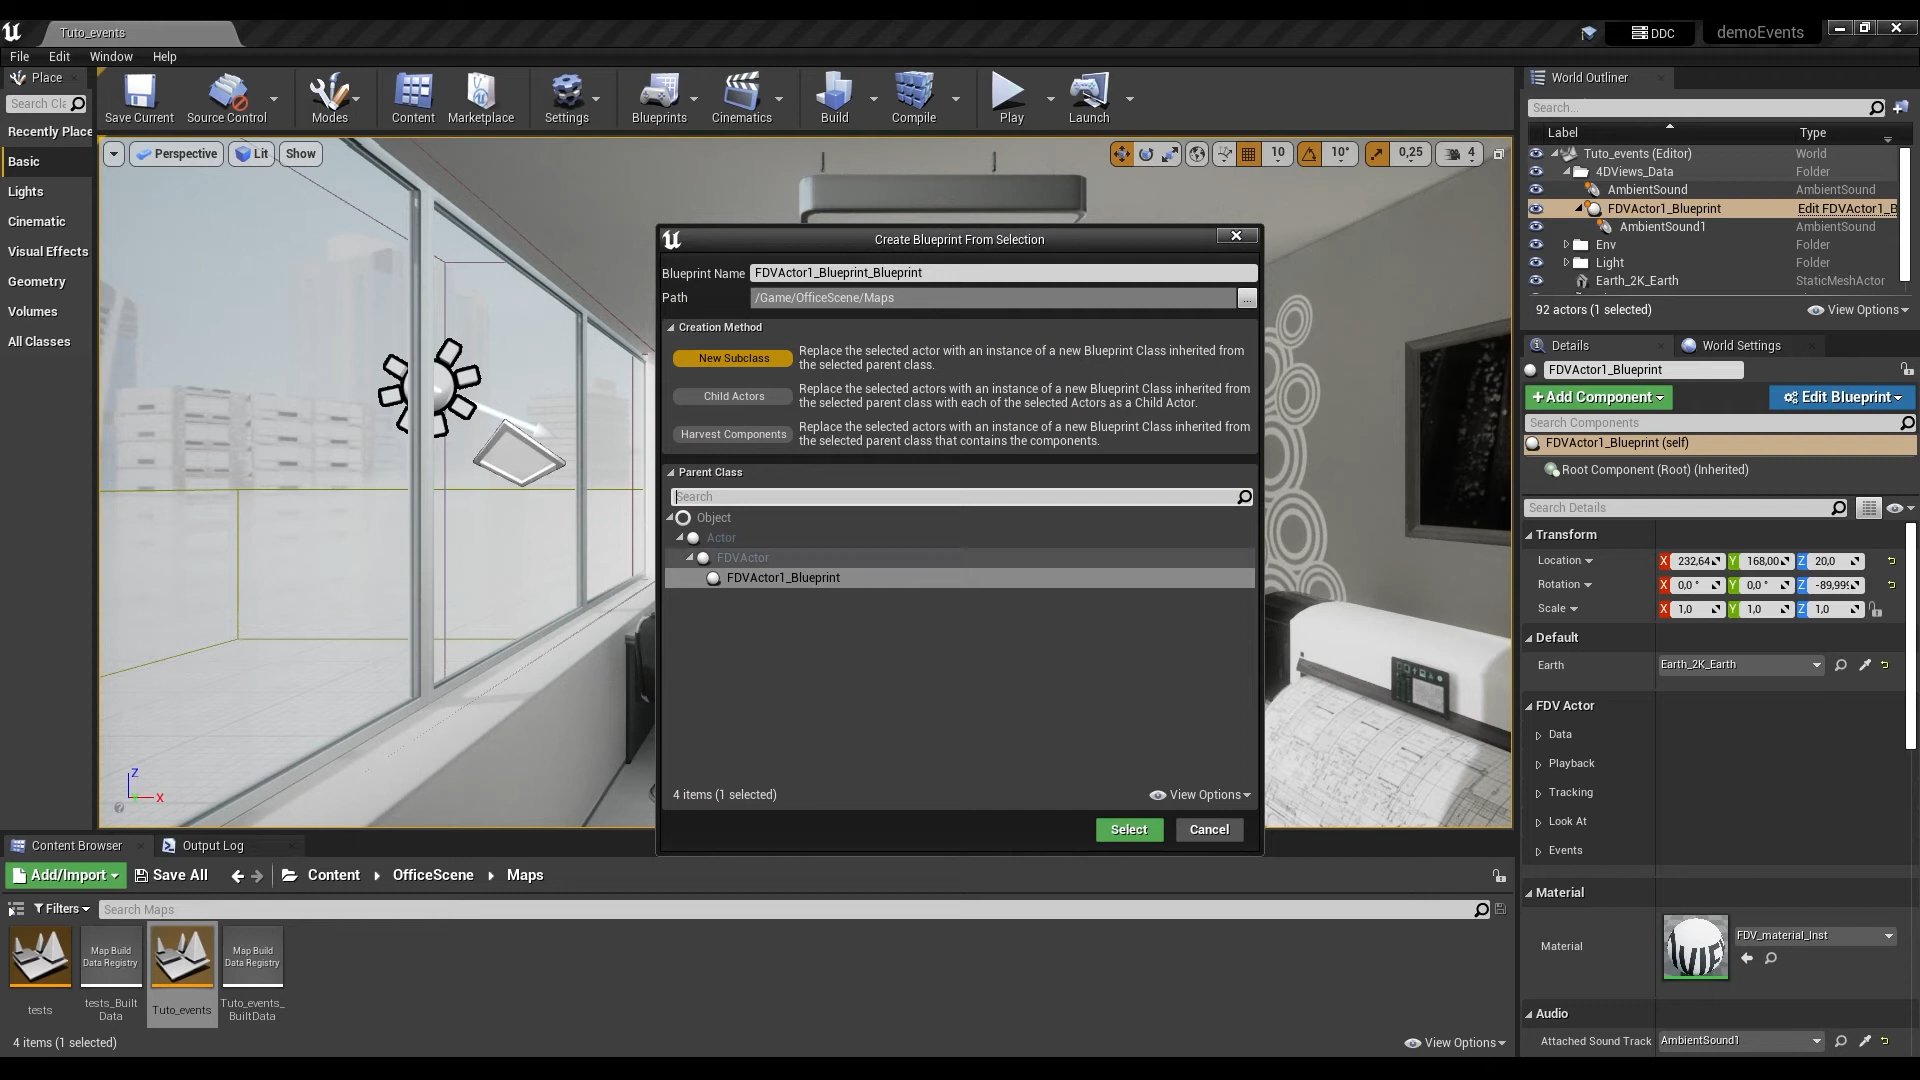 Tuto_events
DDC
demoEvents
File Edit Window Help
Place
Search Cla
Recently Place
Basic
Lights
Cinematic
Visual Effects
Geometry
Volumes
All Classes
Save Current
Source Control
Modes
Content
Marketplace
Settings
Blueprints
Cinematics
Build
Compile
Play
Launch
Perspective
Lit
Show
10
10°
0,25
4
Z
X
Create Blueprint From Selection
Blueprint Name
FDVActor1_Blueprint_Blueprint
Path
/Game/OfficeScene/Maps
...
Creation Method
New Subclass
Replace the selected actor with an instance of a new Blueprint Class inherited from
the selected parent class.
Child Actors
Replace the selected actors with an instance of a new Blueprint Class inherited from
the selected parent class with each of the selected Actors as a Child Actor.
Harvest Components
Replace the selected actors with an instance of a new Blueprint Class inherited from
the selected parent class that contains the components.
Parent Class
Search
Object
Actor
FDVActor
FDVActor1_Blueprint
4 items (1 selected)
View Options
Select
Cancel
World Outliner
Search...
Label Type
Tuto_events (Editor) World
4DViews_Data Folder
AmbientSound AmbientSound
FDVActor1_Blueprint Edit FDVActor1_B
AmbientSound1 AmbientSound
Env Folder
Light Folder
Earth_2K_Earth StaticMeshActor
92 actors (1 selected)
View Options
Details
World Settings
FDVActor1_Blueprint
+ Add Component
Edit Blueprint
Search Components
FDVActor1_Blueprint (self)
Root Component (Root) (Inherited)
Search Details
Transform
Location X 232,64 Y 168,00 Z 20,0
Rotation X 0,0 ° Y 0,0 ° Z -89,999
Scale X 1,0 Y 1,0 Z 1,0
Default
Earth Earth_2K_Earth
FDV Actor
Data
Playback
Tracking
Look At
Events
Material
Material FDV_material_Inst
Audio
Attached Sound Track AmbientSound1
Content Browser
Output Log
Add/Import
Save All
Content
OfficeScene
Maps
Filters
Search Maps
Map Build
Data Registry
Map Build
Data Registry
tests
tests_Built
Data
Tuto_events
Tuto_events_
BuiltData
4 items (1 selected)
View Options